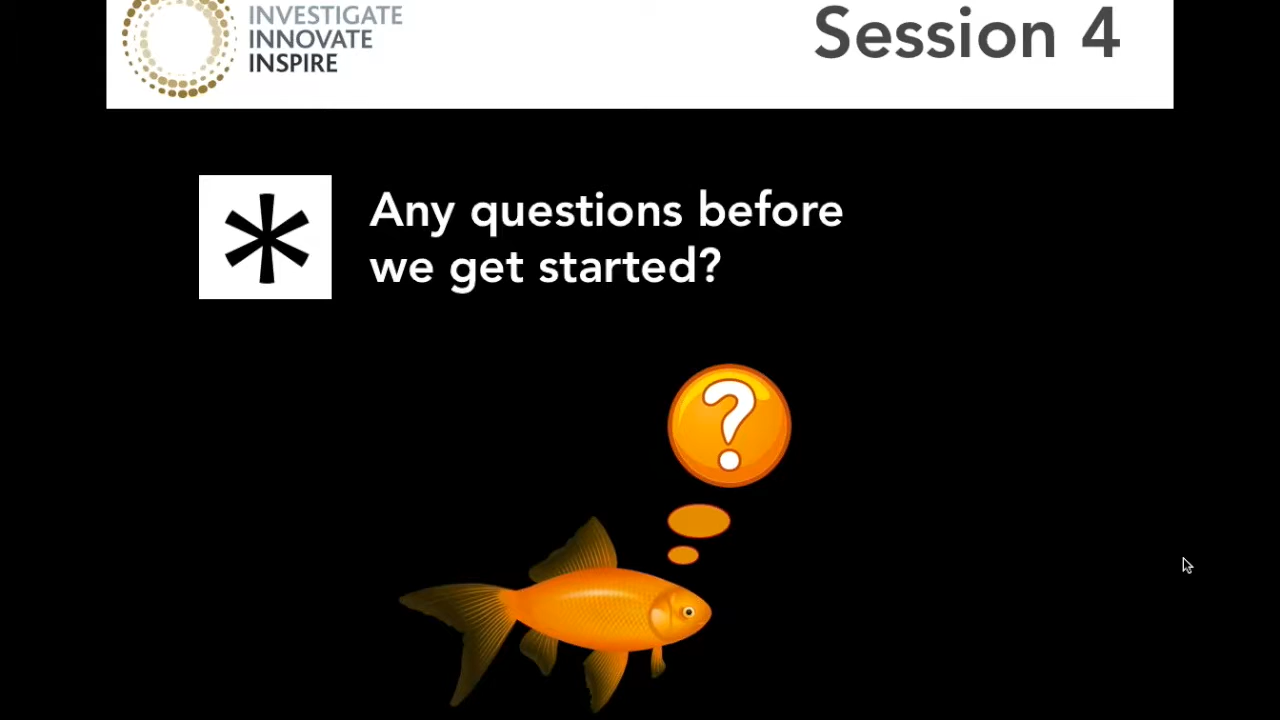 INVESTIGATE
INNOVATE
INSPIRE
Session 4
* Any questions before
we get started?
?